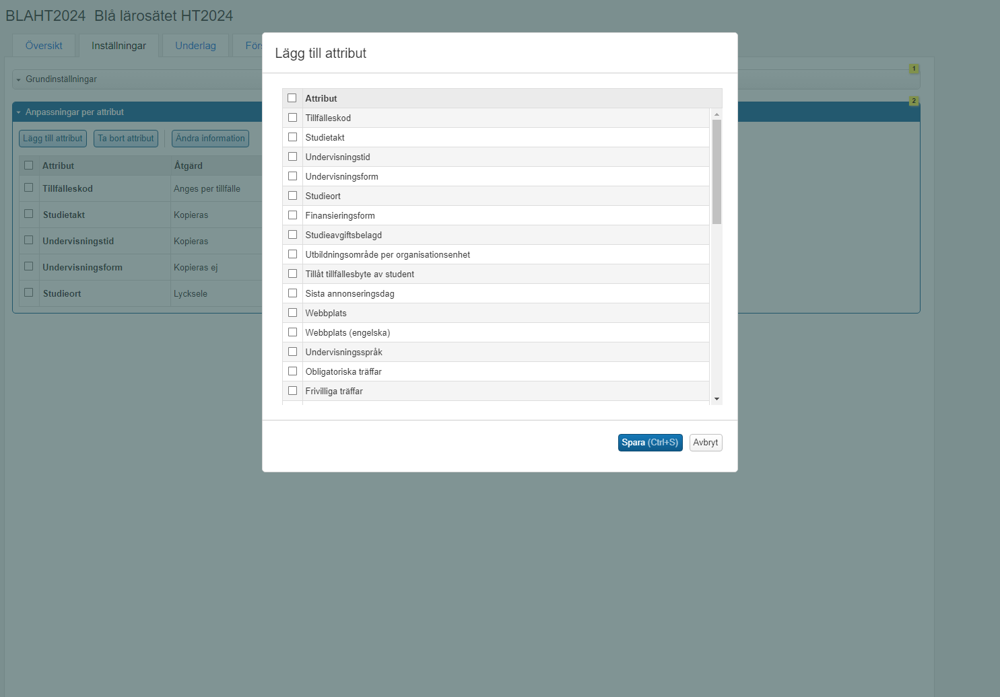 BLAHT2024 Blå lärosätet HT2024
Översikt
Inställningar
Underlag
Grundinställningar
1
Anpassningar per attribut
2
Lägg till attribut
Ta bort attribut
Ändra information
Attribut Åtgärd
Tillfälleskod Anges per tillfälle
Studietakt Kopieras
Undervisningstid Kopieras
Undervisningsform Kopieras ej
Studieort Lycksele
Lägg till attribut
Attribut
Tillfälleskod
Studietakt
Undervisningstid
Undervisningsform
Studieort
Finansieringsform
Studieavgiftsbelagd
Utbildningsområde per organisationsenhet
Tillåt tillfällesbyte av student
Sista annonseringsdag
Webbplats
Webbplats (engelska)
Undervisningsspråk
Obligatoriska träffar
Frivilliga träffar
Spara (Ctrl+S)
Avbryt